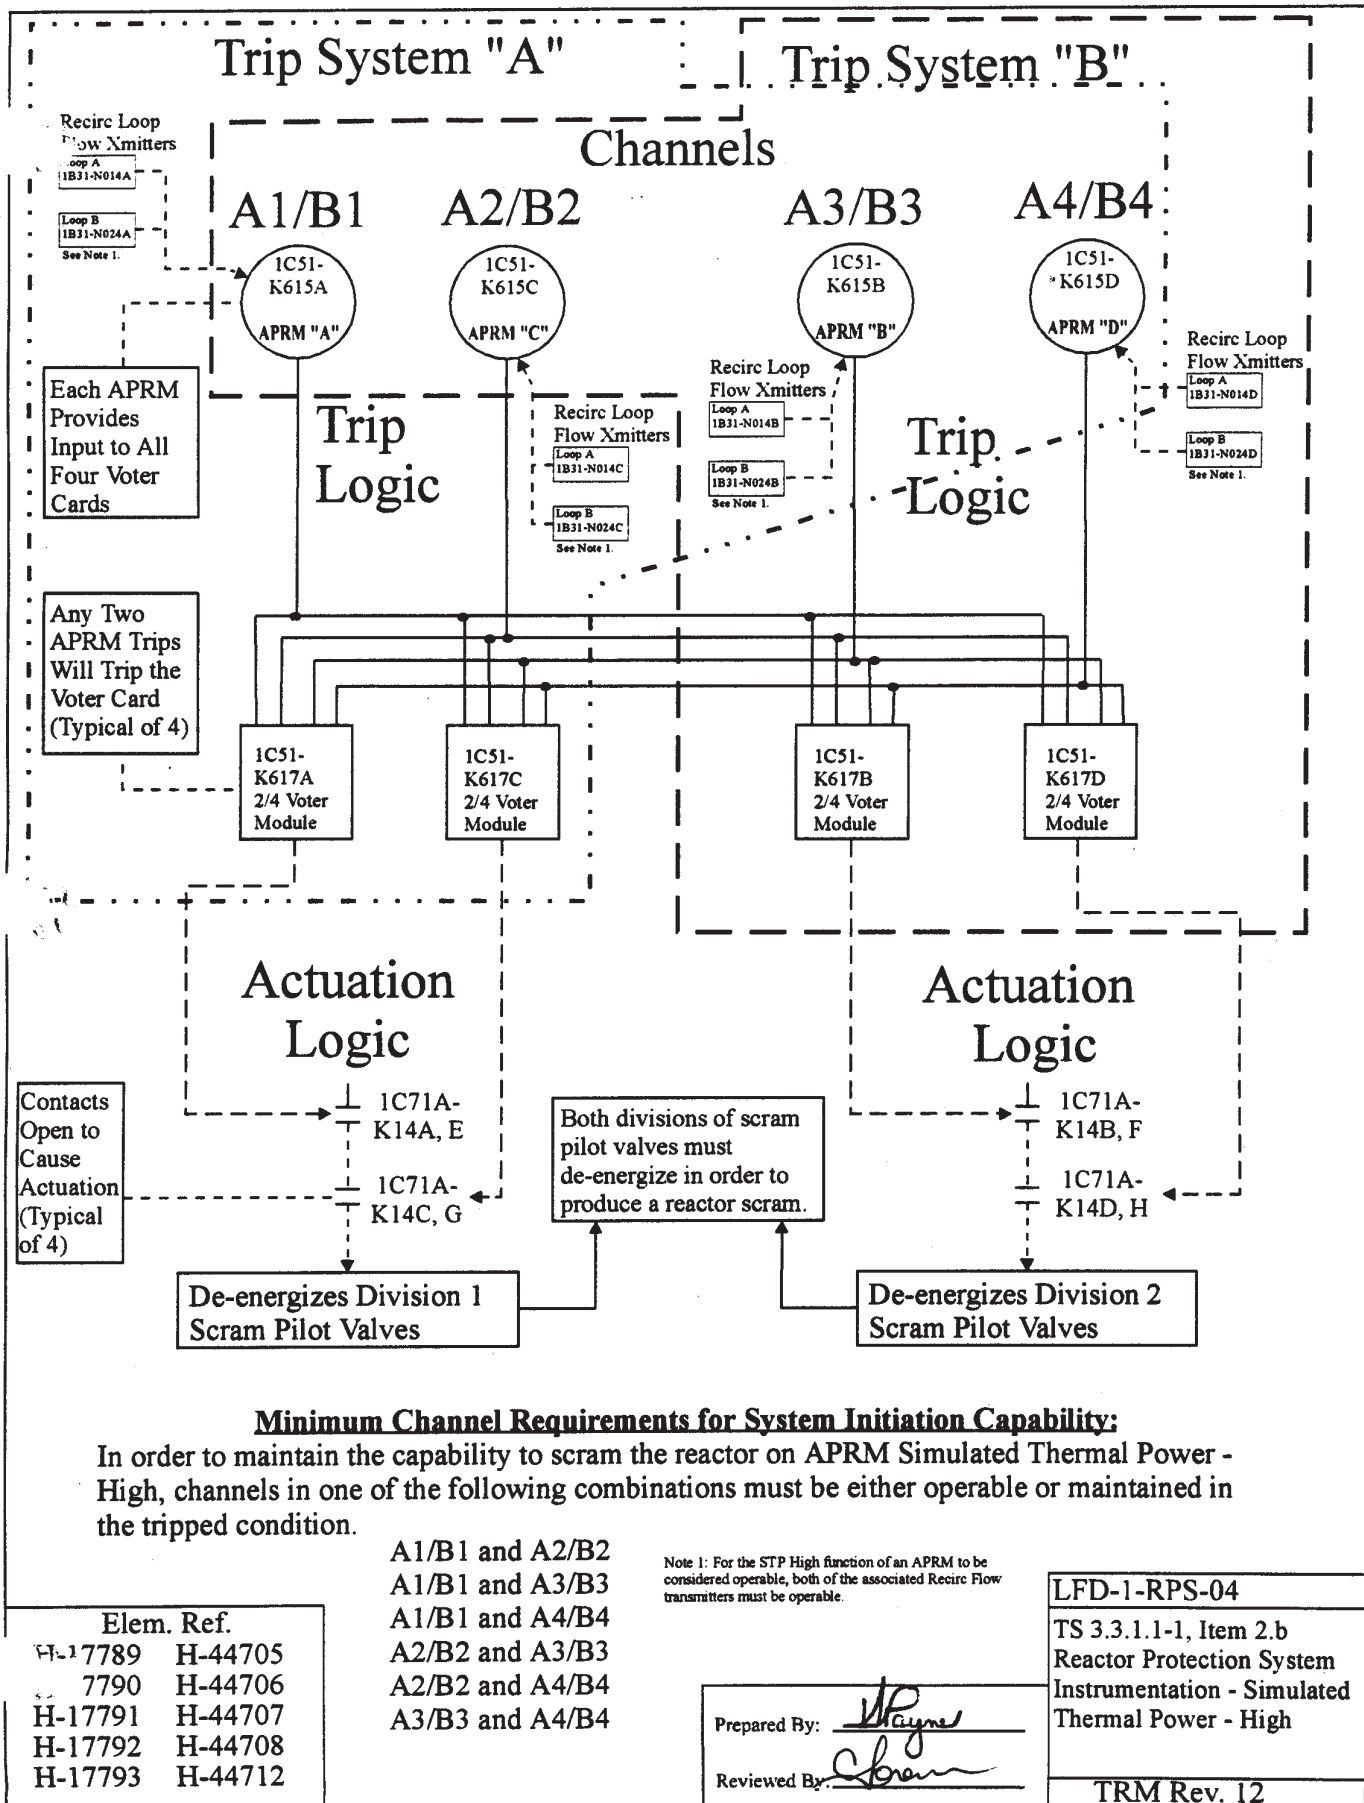 Trip System "A"
Trip System "B"
Channels
Recirc Loop
Flow Xmitters
Loop A
1B31-N014A
Loop B
1B31-N024A
See Note 1.
A1/B1
A2/B2
A3/B3
A4/B4
1C51-
K615A
APRM "A"
1C51-
K615C
APRM "C"
1C51-
K615B
APRM "B"
1C51-
K615D
APRM "D"
Each APRM
Provides
Input to All
Four Voter
Cards
Trip
Logic
Recirc Loop
Flow Xmitters
Loop A
1B31-N014C
Loop B
1B31-N024C
See Note 1.
Recirc Loop
Flow Xmitters
Loop A
1B31-N014B
Loop B
1B31-N024B
See Note 1.
Trip
Logic
Recirc Loop
Flow Xmitters
Loop A
1B31-N014D
Loop B
1B31-N024D
See Note 1.
Any Two
APRM Trips
Will Trip the
Voter Card
(Typical of 4)
1C51-
K617A
2/4 Voter
Module
1C51-
K617C
2/4 Voter
Module
1C51-
K617B
2/4 Voter
Module
1C51-
K617D
2/4 Voter
Module
Actuation
Logic
Actuation
Logic
Contacts
Open to
Cause
Actuation
(Typical
of 4)
1C71A-
K14A, E
1C71A-
K14C, G
Both divisions of scram
pilot valves must
de-energize in order to
produce a reactor scram.
1C71A-
K14B, F
1C71A-
K14D, H
De-energizes Division 1
Scram Pilot Valves
De-energizes Division 2
Scram Pilot Valves
Minimum Channel Requirements for System Initiation Capability:
In order to maintain the capability to scram the reactor on APRM Simulated Thermal Power -
High, channels in one of the following combinations must be either operable or maintained in
the tripped condition.
A1/B1 and A2/B2
A1/B1 and A3/B3
A1/B1 and A4/B4
A2/B2 and A3/B3
A2/B2 and A4/B4
A3/B3 and A4/B4
Note 1: For the STP High function of an APRM to be
considered operable, both of the associated Recirc Flow
transmitters must be operable.
Elem. Ref.
H-17789 H-44705
7790 H-44706
H-17791 H-44707
H-17792 H-44708
H-17793 H-44712
Prepared By:
Reviewed By:
LFD-1-RPS-04
TS 3.3.1.1-1, Item 2.b
Reactor Protection System
Instrumentation - Simulated
Thermal Power - High
TRM Rev. 12